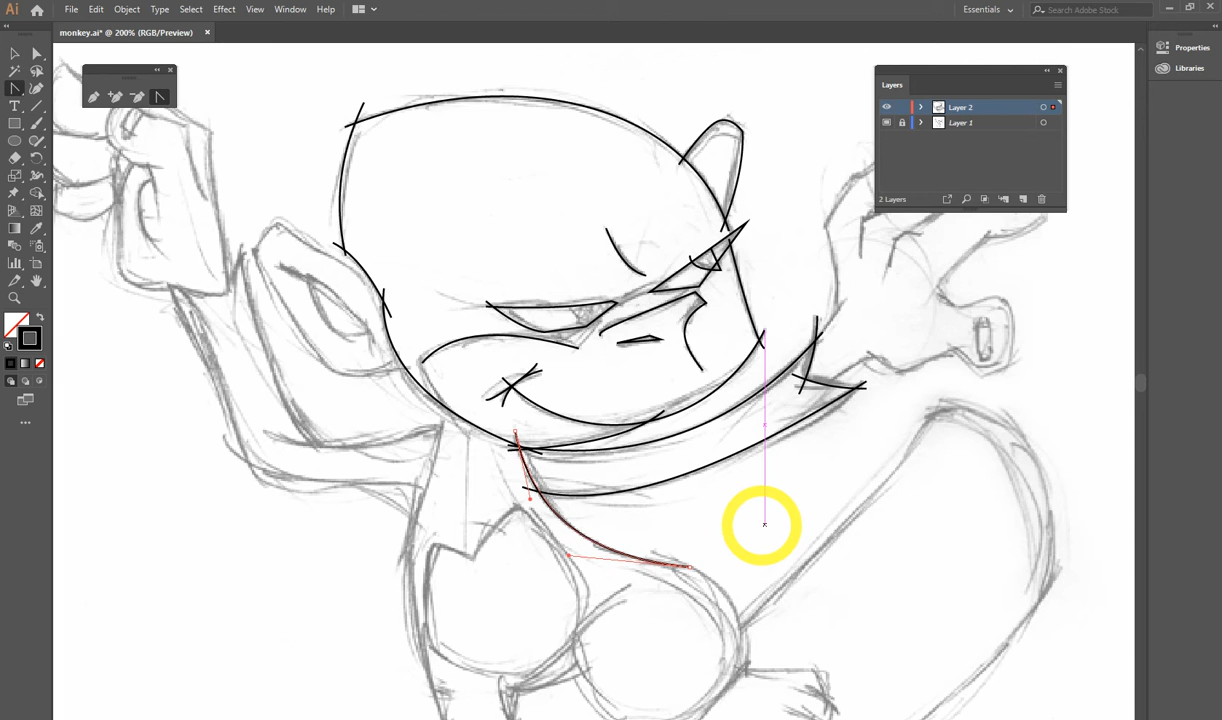 Ai File Edit Object Type Select Effect View Window Help Essentials Search Adobe Stock
monkey.ai* @ 200% (RGB/Preview) ×
Properties
Libraries
Layers
Layer 2
Layer 1
2 Layers